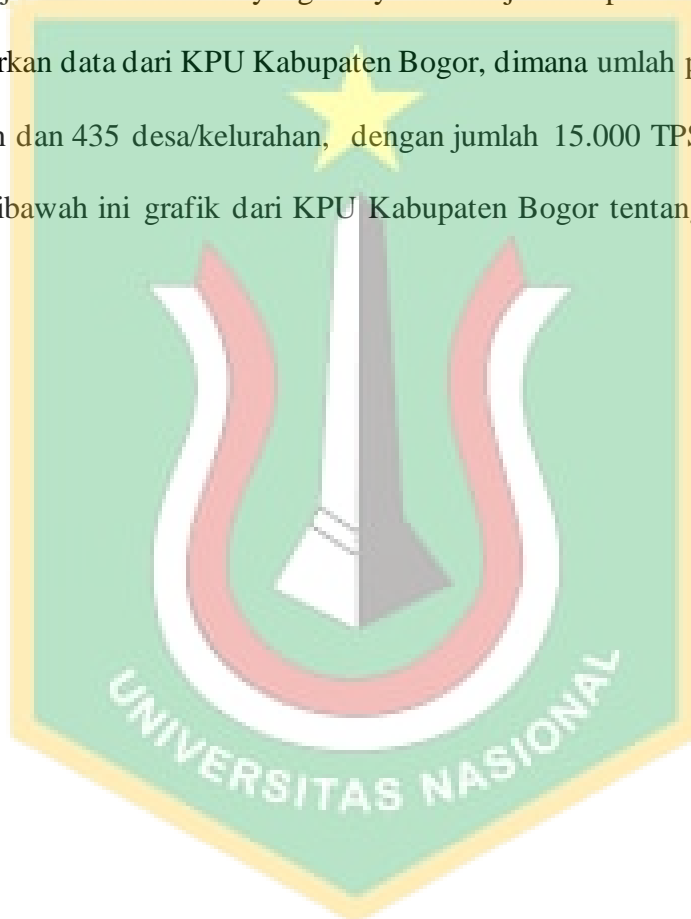 rkan data dari KPU Kabupaten Bogor, dimana umlah p
dan 435 desa/kelurahan, dengan jumlah 15.000 TPS
ibawah ini grafik dari KPU Kabupaten Bogor tentang
UNIVERSITAS NASIONAL